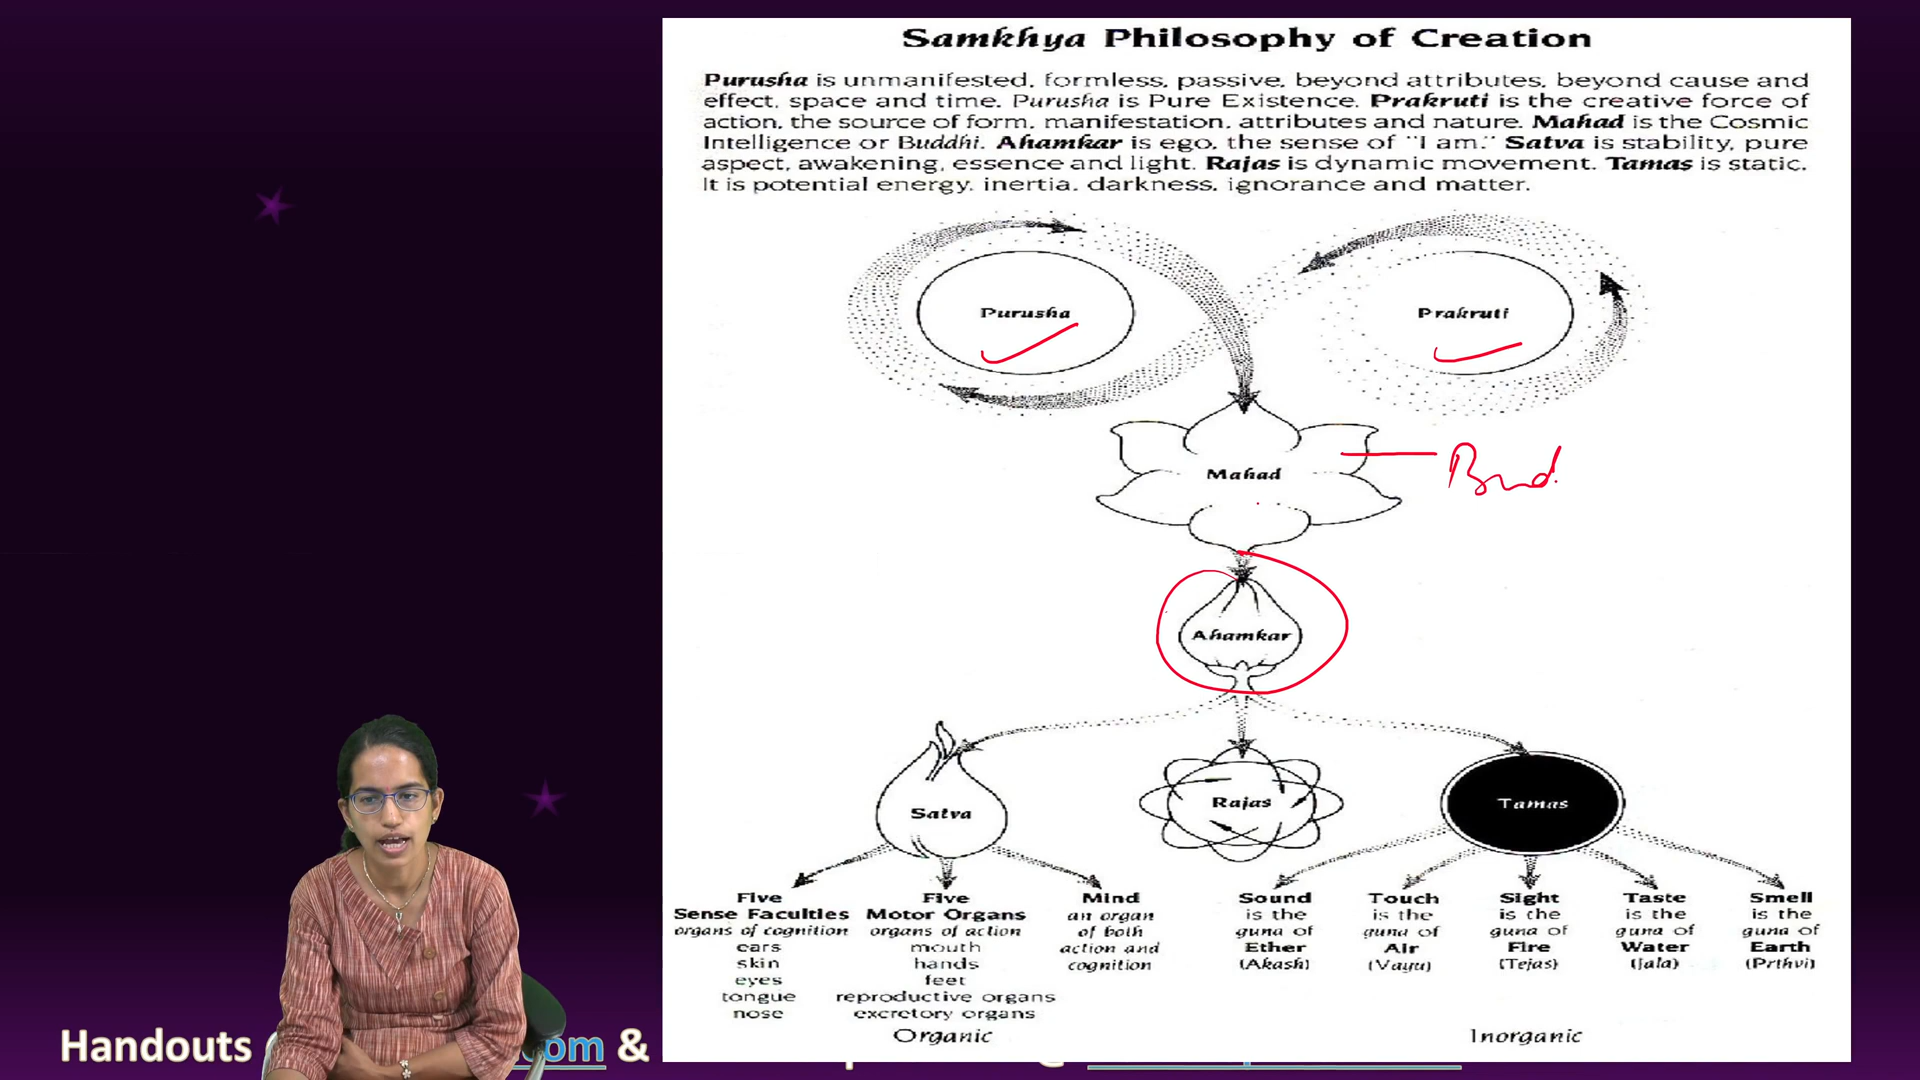 Samkhya Philosophy of Creation
Purusha is unmanifested, formless, passive, beyond attributes, beyond cause and
effect, space and time. Purusha is Pure Existence. Prakruti is the creative force of
action, the source of form, manifestation, attributes and nature. Mahad is the Cosmic
Intelligence or Buddhi. Ahamkar is ego, the sense of "I am." Satva is stability, pure
aspect, awakening, essence and light. Rajas is dynamic movement. Tamas is static.
It is potential energy, inertia, darkness, ignorance and matter.
Purusha
Prakruti
Mahad
Ahamkar
Satva
Rajas
Tamas
Five
Sense Faculties
organs of cognition
ears
skin
eyes
tongue
nose
Five
Motor Organs
organs of action
mouth
hands
feet
reproductive organs
excretory organs
Mind
an organ
of both
action and
cognition
Organic
Sound
is the
guna of
Ether
(Akash)
Touch
is the
guna of
Air
(Vayu)
Sight
is the
guna of
Fire
(Tejas)
Taste
is the
guna of
Water
(Jala)
Smell
is the
guna of
Earth
(Prthvi)
Inorganic
Handouts &